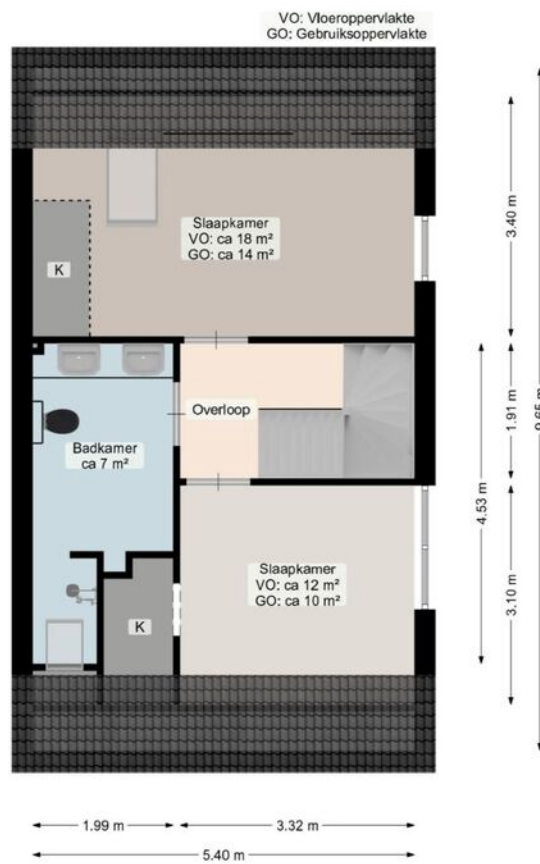 VO: Vloeroppervlakte
GO: Gebruiksoppervlakte
Slaapkamer
VO: ca 18 m²
GO: ca 14 m²
K
3.40 m
Overloop
1.91 m
9.65 m
Badkamer
ca 7 m²
4.53 m
Slaapkamer
VO: ca 12 m²
GO: ca 10 m²
3.10 m
K
1.99 m
3.32 m
5.40 m